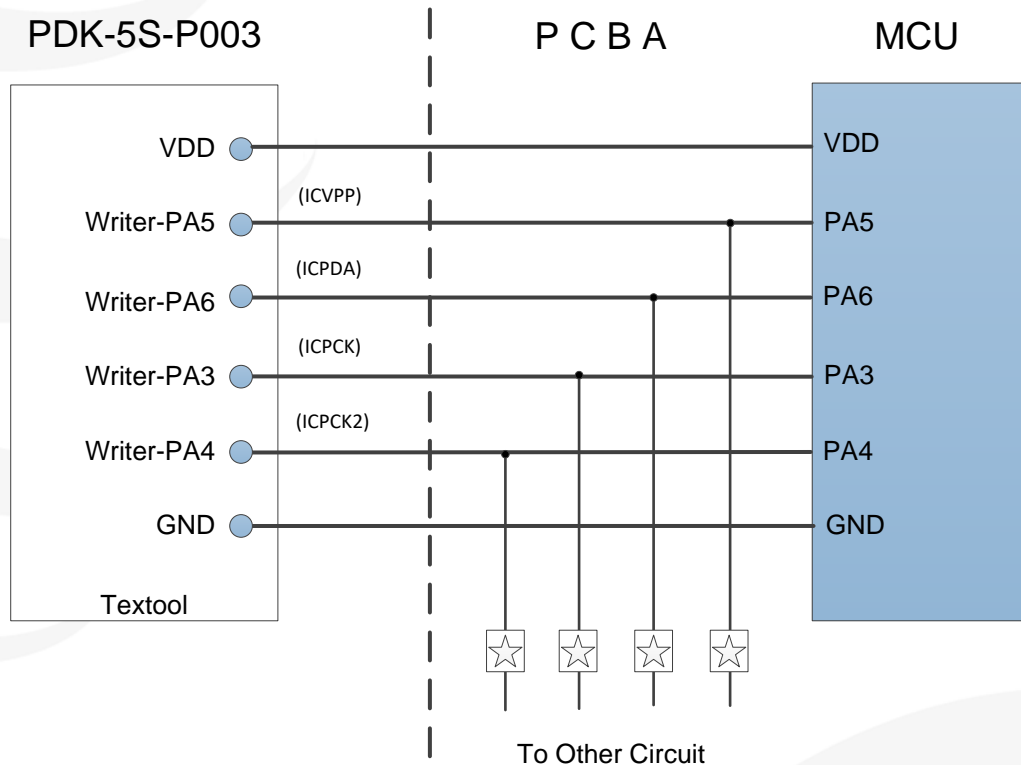 PDK-5S-P003
P C B A
MCU
VDD
VDD
(ICVPP)
Writer-PA5
PA5
(ICPDA)
Writer-PA6
PA6
(ICPCK)
Writer-PA3
PA3
(ICPCK2)
Writer-PA4
PA4
GND
GND
Textool
To Other Circuit